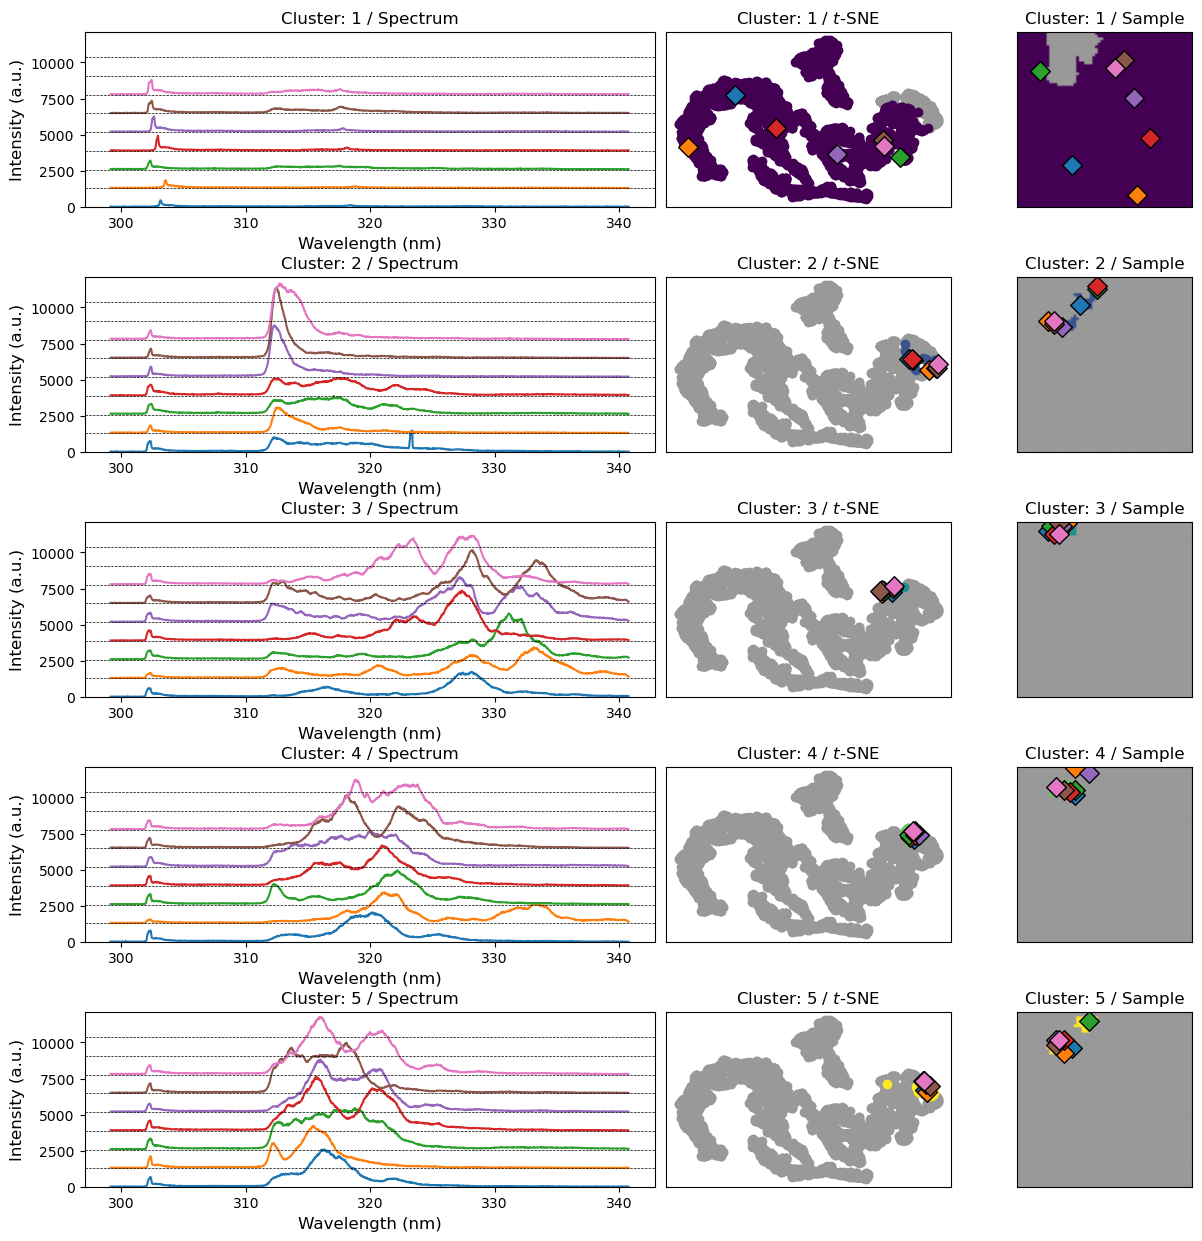 Cluster: 1 / Spectrum
Cluster: 1 / t-SNE
Cluster: 1 / Sample
Intensity (a.u.)
10000
7500
5000
2500
0
300 310 320 330 340
Wavelength (nm)
Cluster: 2 / Spectrum
Cluster: 2 / t-SNE
Cluster: 2 / Sample
Intensity (a.u.)
10000
7500
5000
2500
0
300 310 320 330 340
Wavelength (nm)
Cluster: 3 / Spectrum
Cluster: 3 / t-SNE
Cluster: 3 / Sample
Intensity (a.u.)
10000
7500
5000
2500
0
300 310 320 330 340
Wavelength (nm)
Cluster: 4 / Spectrum
Cluster: 4 / t-SNE
Cluster: 4 / Sample
Intensity (a.u.)
10000
7500
5000
2500
0
300 310 320 330 340
Wavelength (nm)
Cluster: 5 / Spectrum
Cluster: 5 / t-SNE
Cluster: 5 / Sample
Intensity (a.u.)
10000
7500
5000
2500
0
300 310 320 330 340
Wavelength (nm)